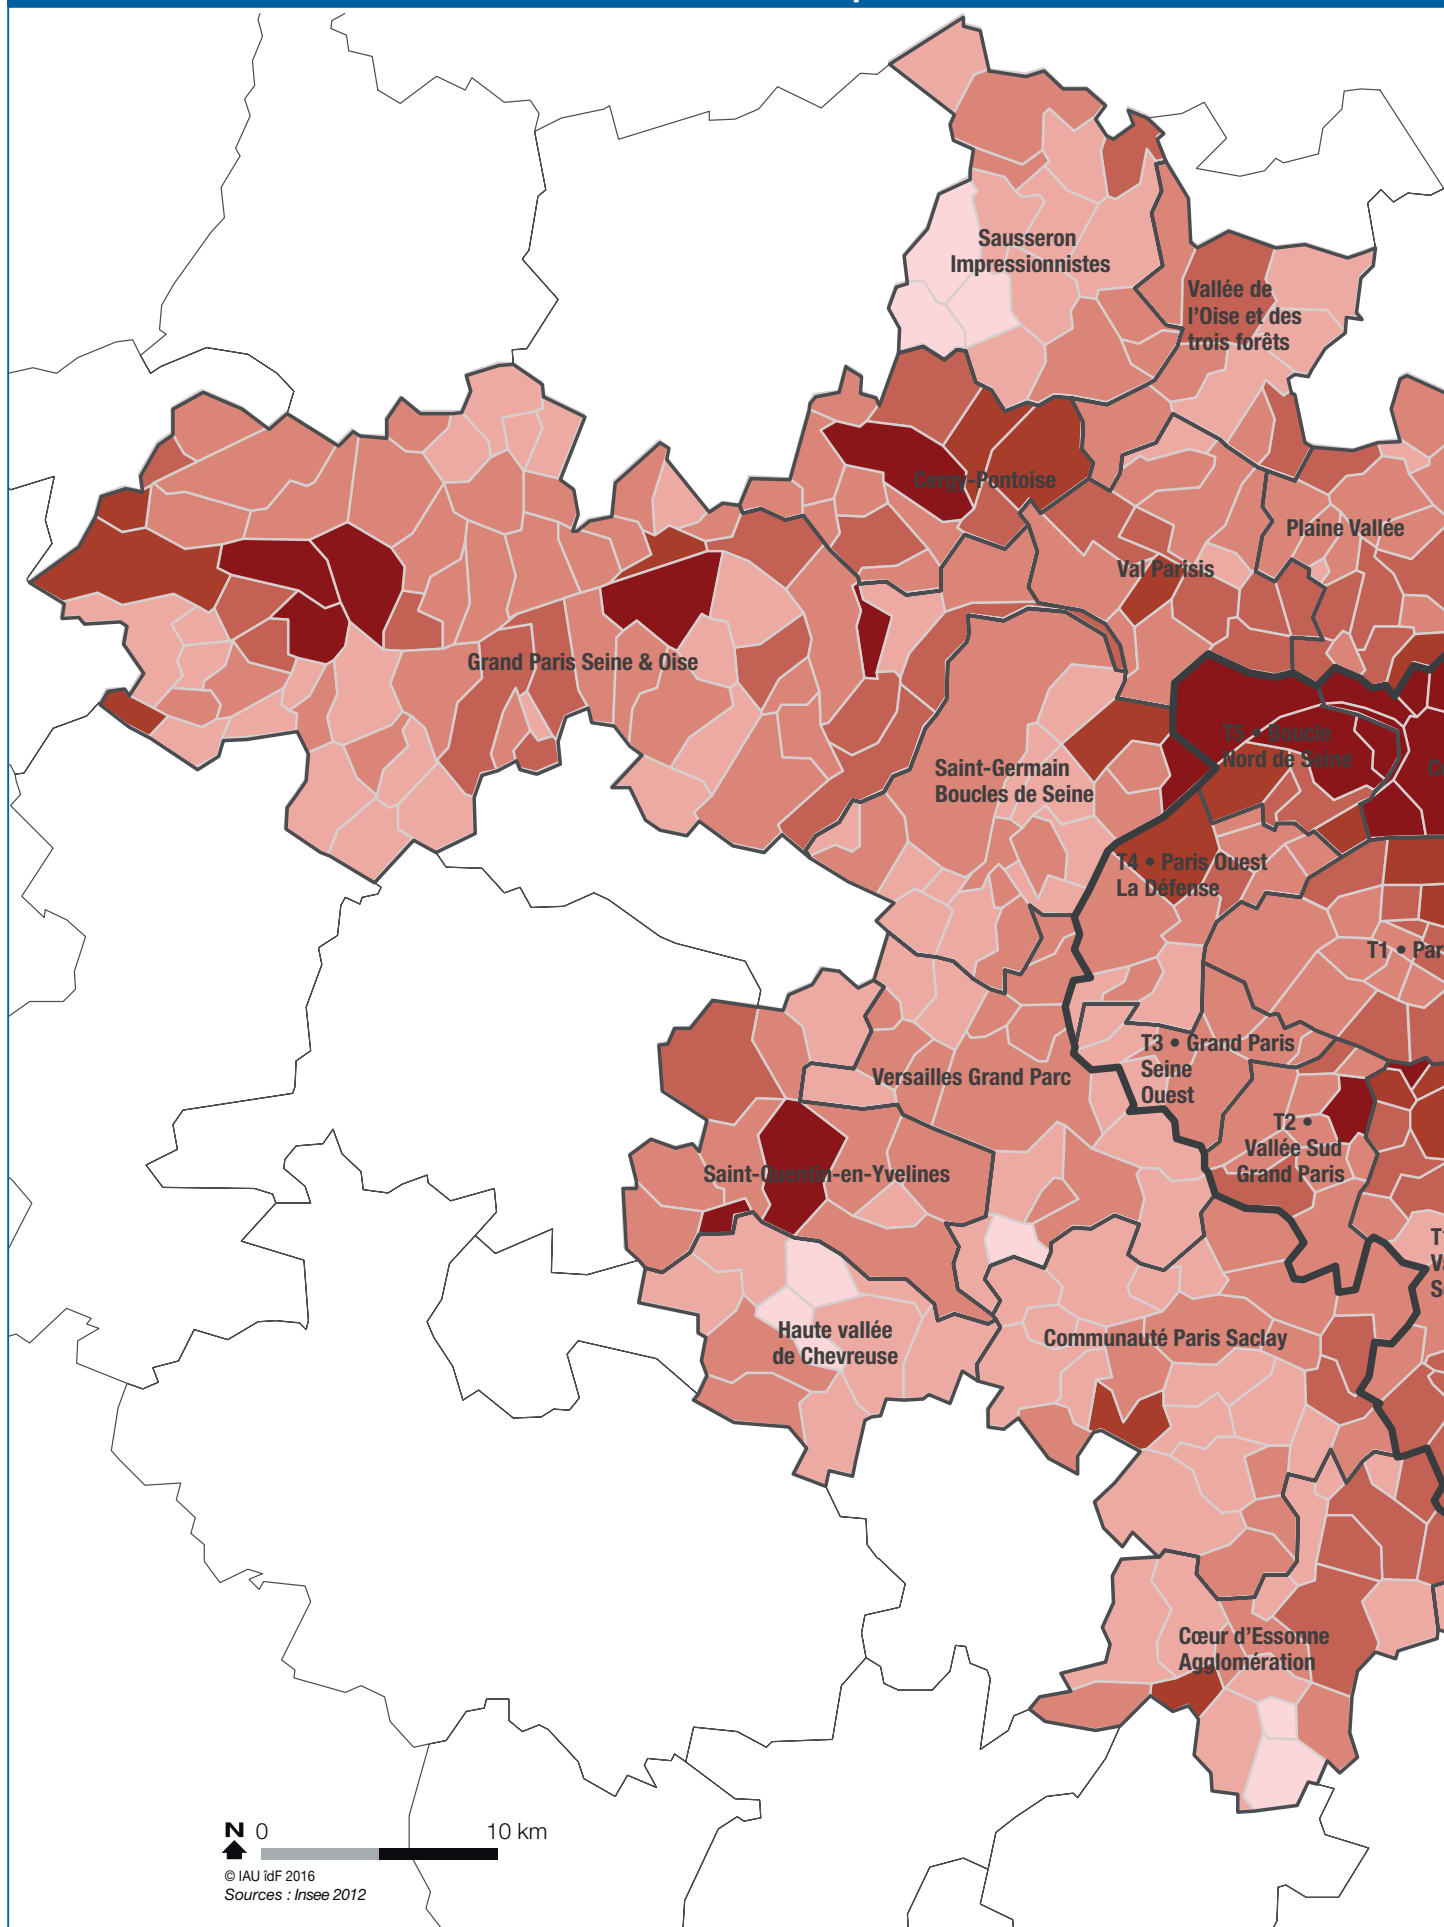 Sausseron
Impressionnistes
Vallée de
l'Oise et des
trois forêts
Cergy-Pontoise
Plaine Vallée
Val Parisis
Grand Paris Seine & Oise
T5 • Boucle
Nord de Seine
Saint-Germain
Boucles de Seine
T4 • Paris Ouest
La Défense
T1 • Par
T3 • Grand Paris
Seine
Ouest
Versailles Grand Parc
T2 •
Vallée Sud
Grand Paris
Saint-Quentin-en-Yvelines
Haute vallée
de Chevreuse
Communauté Paris Saclay
Cœur d'Essonne
Agglomération
N 0 10 km
© IAU îdF 2016
Sources : Insee 2012